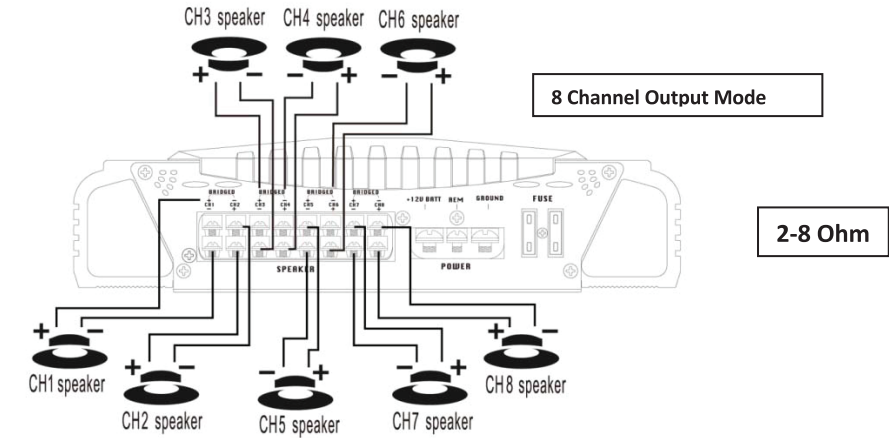 CH3 speaker CH4 speaker CH6 speaker
+ − − + − +
8 Channel Output Mode
BRIDGED BRIDGED BRIDGED BRIDGED
+ − + − + − + −
CH1 CH2 CH3 CH4 CH5 CH6 CH7 CH8
− + − + − + − +
+12V BATT REM GROUND
FUSE
2-8 Ohm
SPEAKER
POWER
+ − + −
CH1 speaker
CH8 speaker
+ − − + − +
CH2 speaker CH5 speaker CH7 speaker